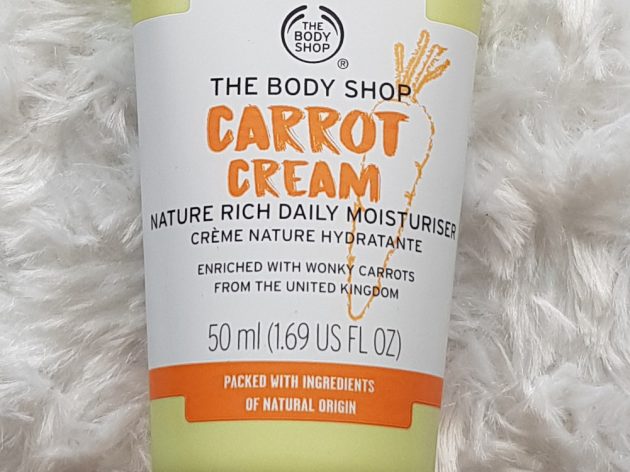 THE
BODY
SHOP
®
THE BODY SHOP
CARROT
CREAM
NATURE RICH DAILY MOISTURISER
CRÈME NATURE HYDRATANTE
ENRICHED WITH WONKY CARROTS
FROM THE UNITED KINGDOM
50 ml (1.69 US FL OZ)
PACKED WITH INGREDIENTS
OF NATURAL ORIGIN